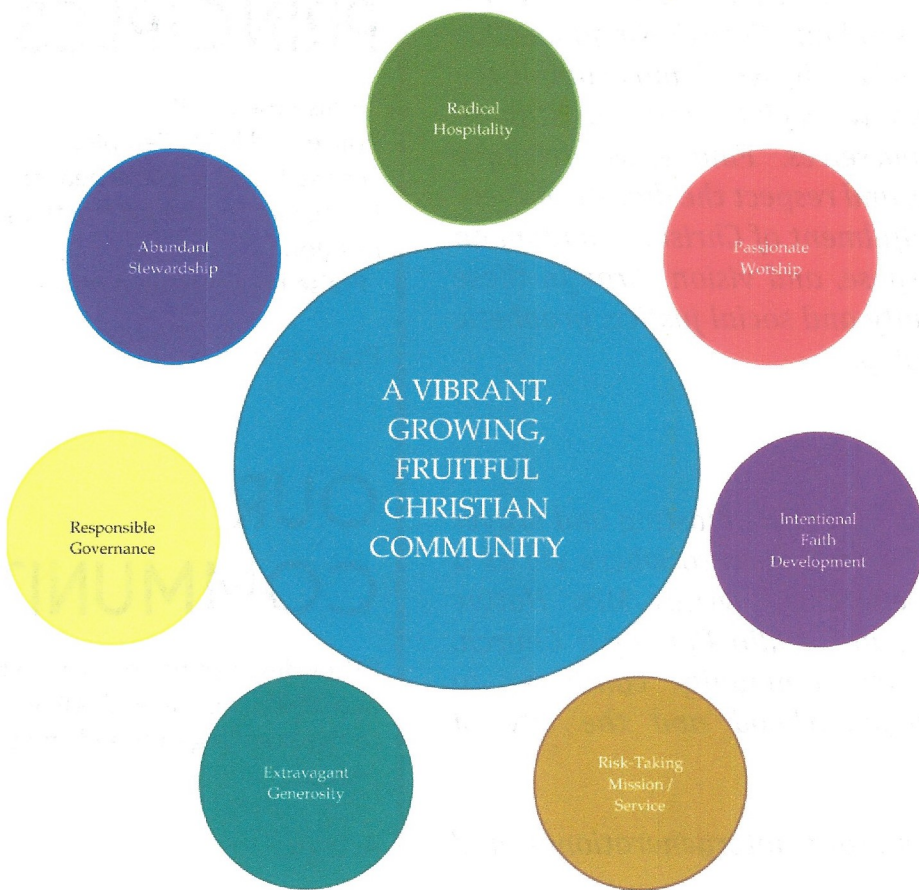 Radical
Hospitality
Abundant
Stewardship
Passionate
Worship
A VIBRANT,
GROWING,
FRUITFUL
CHRISTIAN
COMMUNITY
Responsible
Governance
Intentional
Faith
Development
Extravagant
Generosity
Risk-Taking
Mission /
Service